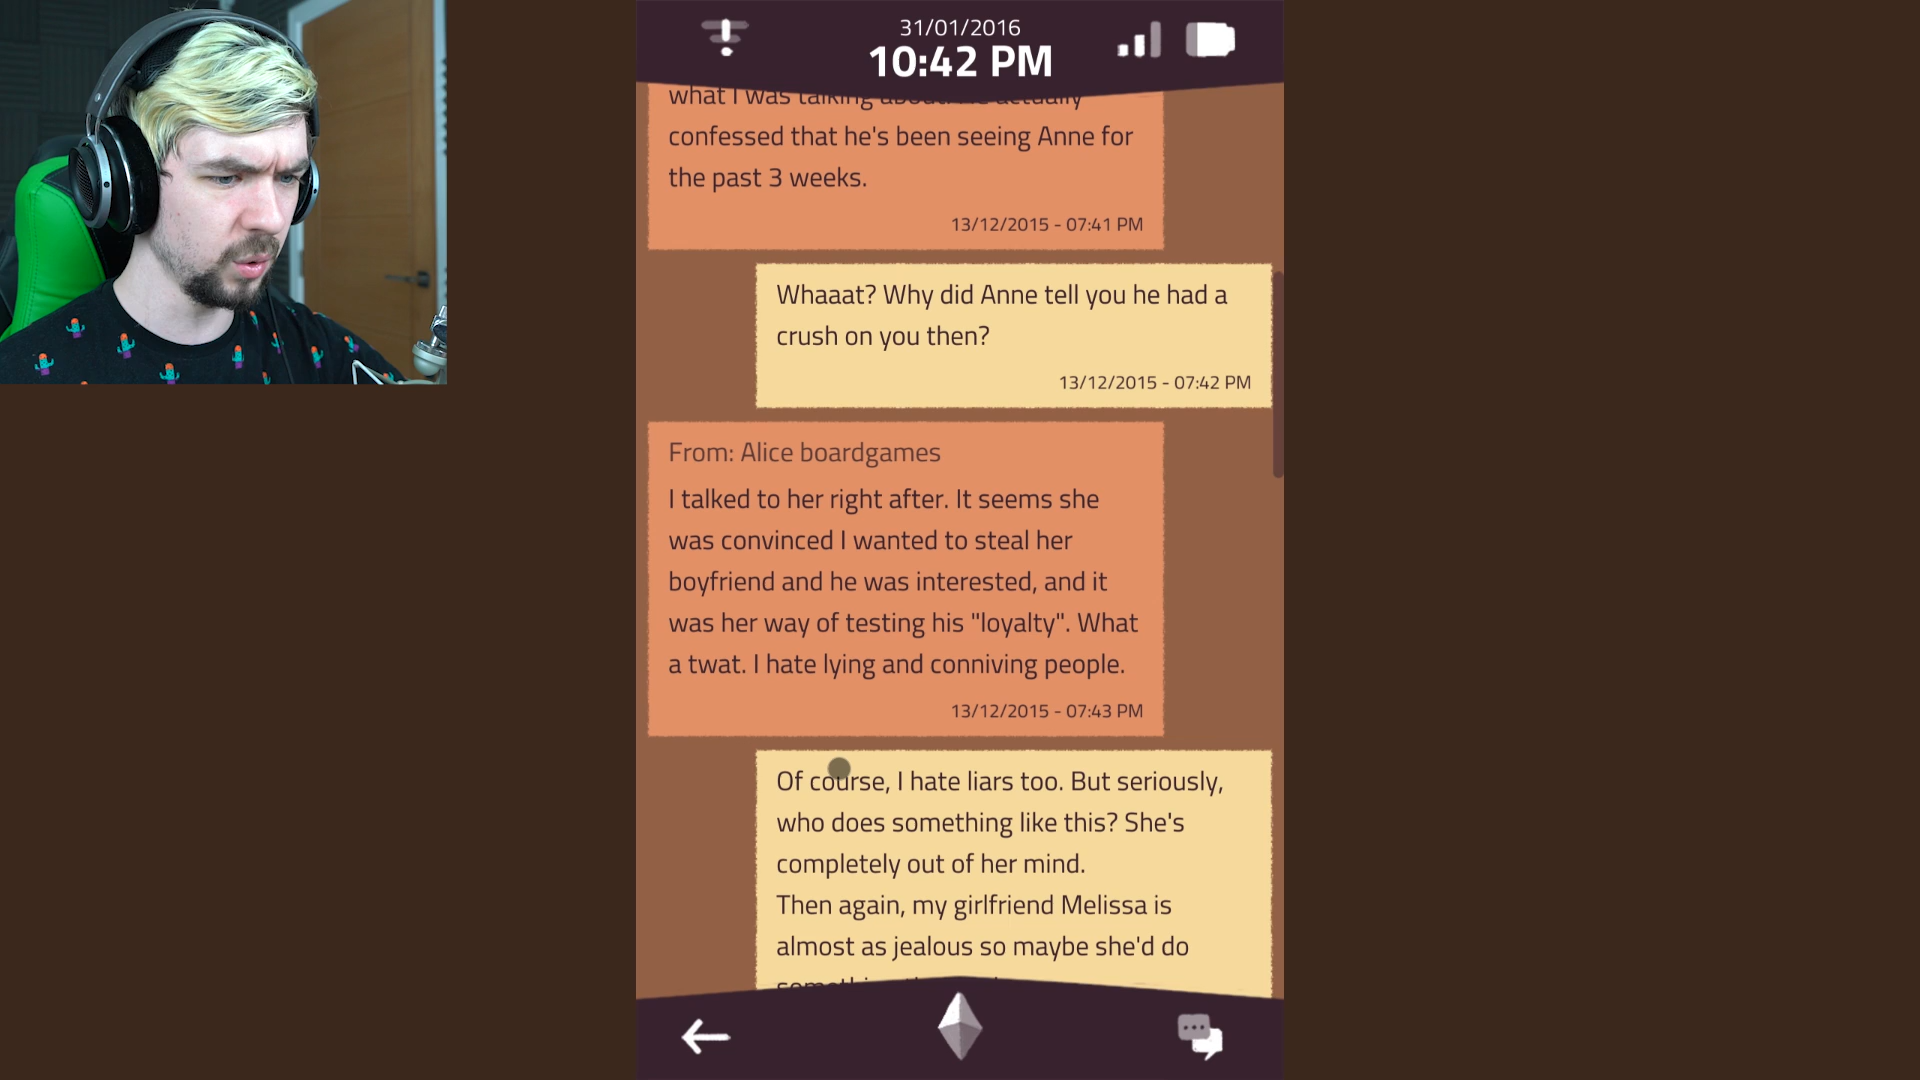 31/01/2016
10:42 PM
what I was talking about. He actually
confessed that he's been seeing Anne for
the past 3 weeks.
13/12/2015 - 07:41 PM
Whaaat? Why did Anne tell you he had a
crush on you then?
13/12/2015 - 07:42 PM
From: Alice boardgames
I talked to her right after. It seems she
was convinced I wanted to steal her
boyfriend and he was interested, and it
was her way of testing his "loyalty". What
a twat. I hate lying and conniving people.
13/12/2015 - 07:43 PM
Of course, I hate liars too. But seriously,
who does something like this? She's
completely out of her mind.
Then again, my girlfriend Melissa is
almost as jealous so maybe she'd do